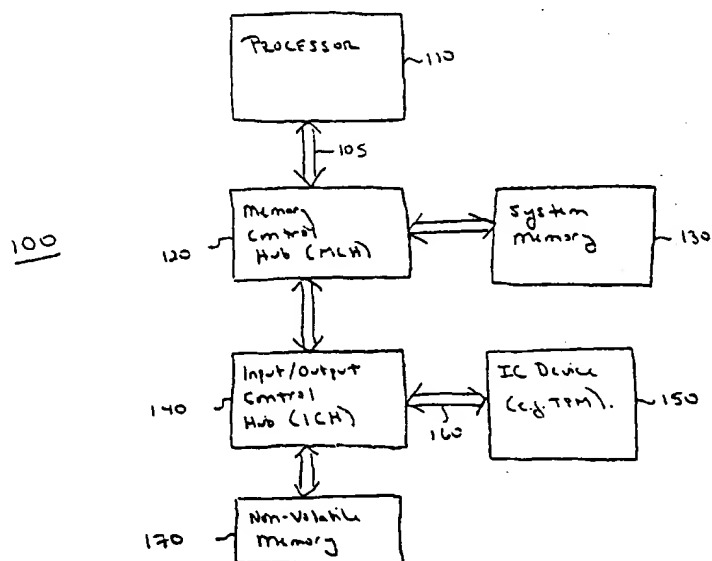 PROCESSOR
110
105
100
120
Memory
Control
Hub (MCH)
System
Memory
130
140
Input/Output
Control
Hub (ICH)
160
IC Device
(e.g. TPM).
150
170
Non-Volatile
Memory